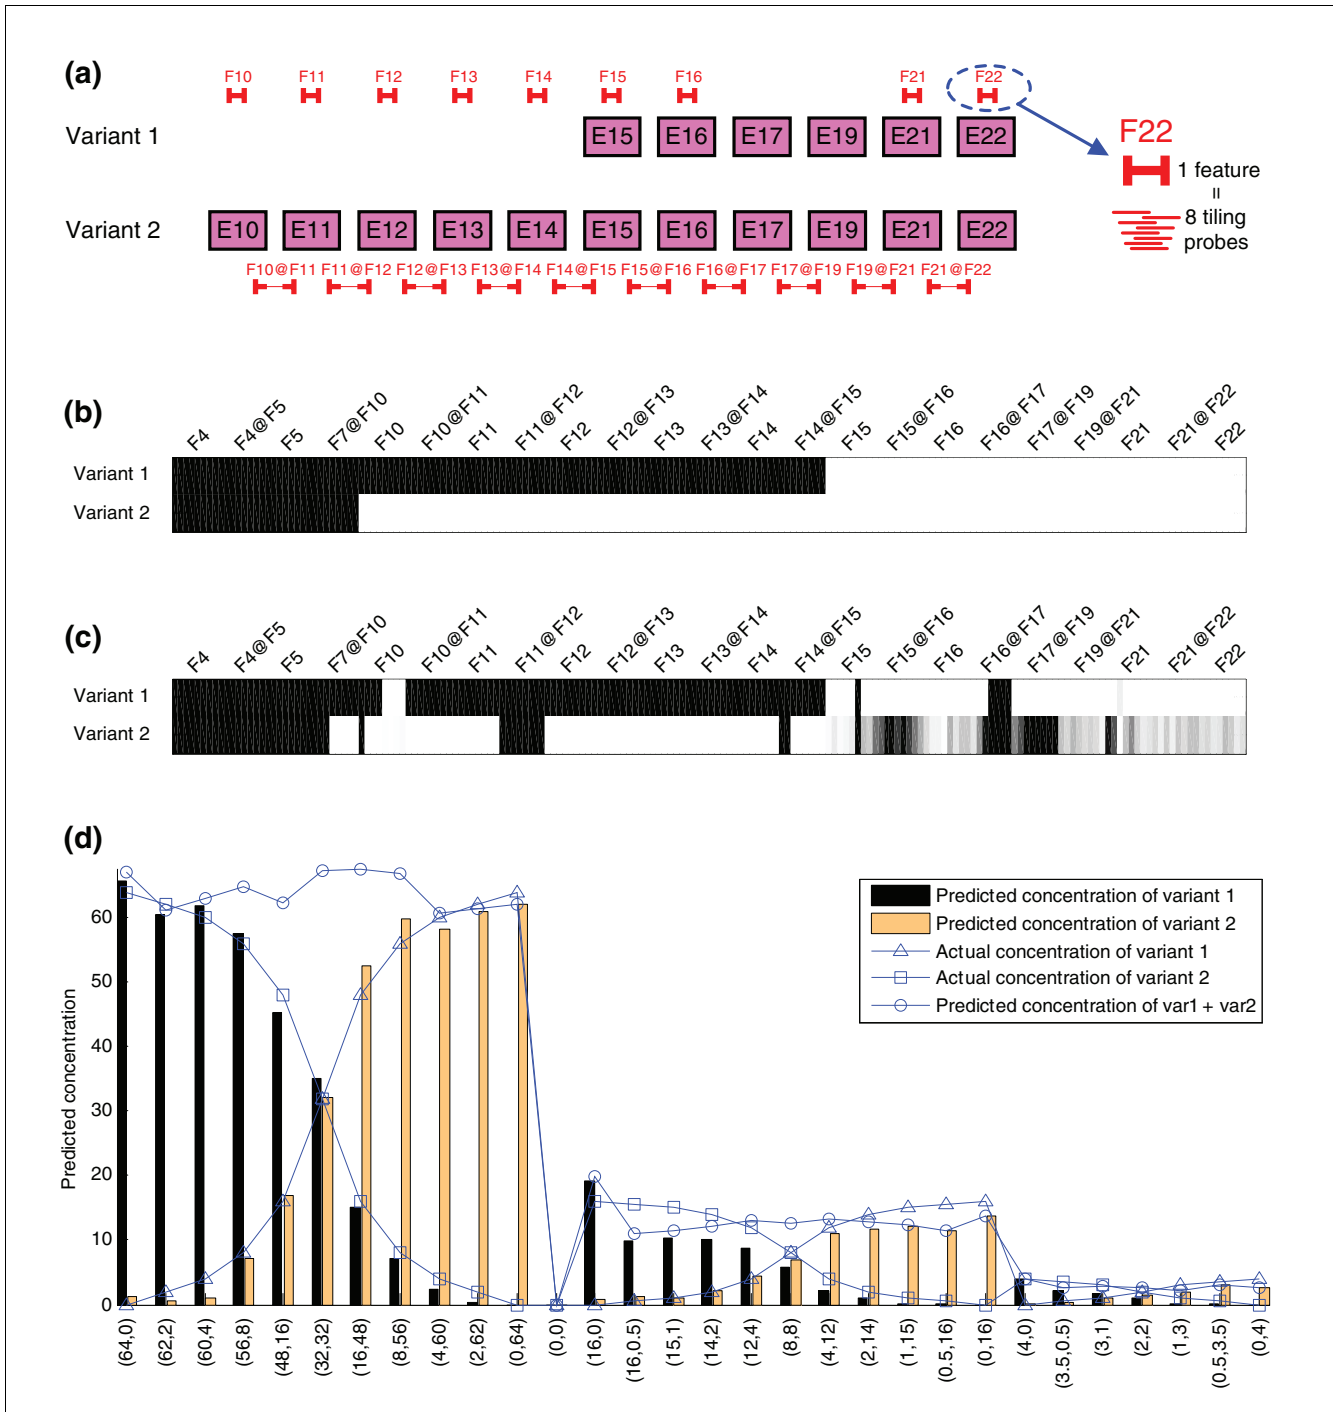 (a)
F10 F11 F12 F13 F14 F15 F16 F21 F22
Variant 1
E15 E16 E17 E19 E21 E22
F22
1 feature
=
8 tiling
probes
Variant 2
E10 E11 E12 E13 E14 E15 E16 E17 E19 E21 E22
F10@F11 F11@F12 F12@F13 F13@F14 F14@F15 F15@F16 F16@F17 F17@F19 F19@F21 F21@F22
(b)
F4 F4@F5 F5 F7@F10 F10 F10@F11 F11 F11@F12 F12 F12@F13 F13 F13@F14 F14 F14@F15 F15 F15@F16 F16 F16@F17 F17@F19 F19@F21 F21 F21@F22 F22
Variant 1
Variant 2
(c)
F4 F4@F5 F5 F7@F10 F10 F10@F11 F11 F11@F12 F12 F12@F13 F13 F13@F14 F14 F14@F15 F15 F15@F16 F16 F16@F17 F17@F19 F19@F21 F21 F21@F22 F22
Variant 1
Variant 2
(d)
Predicted concentration
60
50
40
30
20
10
0
Predicted concentration of variant 1
Predicted concentration of variant 2
Actual concentration of variant 1
Actual concentration of variant 2
Predicted concentration of var1 + var2
(64,0) (62,2) (60,4) (56,8) (48,16) (32,32) (16,48) (8,56) (4,60) (2,62) (0,64) (0,0) (16,0) (16,0.5) (15,1) (14,2) (12,4) (8,8) (4,12) (2,14) (1,15) (0.5,16) (0,16) (4,0) (3.5,0.5) (3,1) (2,2) (1,3) (0.5,3.5) (0,4)